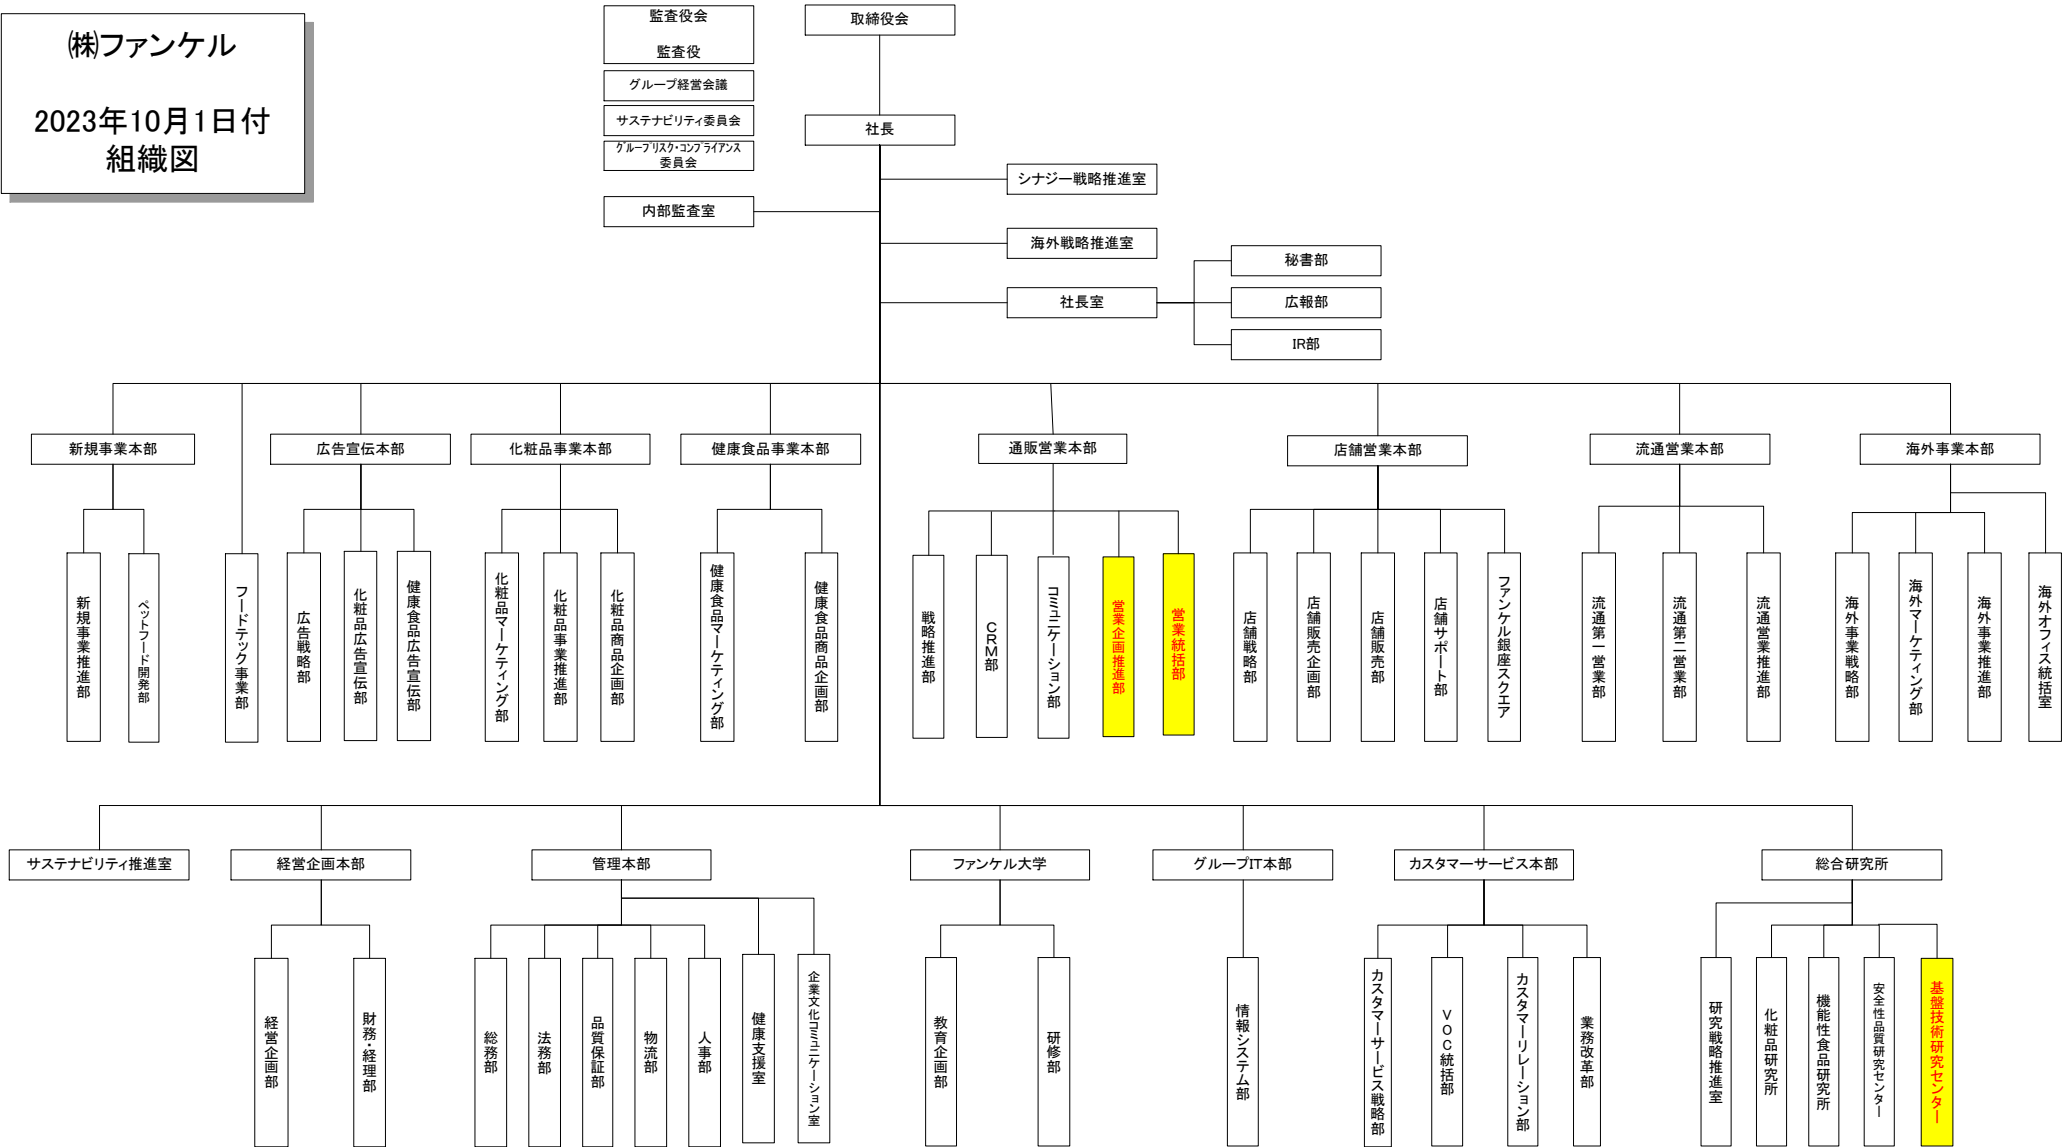 ㈱ファンケル
2023年10月1日付
組織図
監査役会
監査役
グループ経営会議
サステナビリティ委員会
グループリスク・コンプライアンス
委員会
内部監査室
取締役会
社長
シナジー戦略推進室
海外戦略推進室
社長室
秘書部
広報部
IR部
新規事業本部
広告宣伝本部
化粧品事業本部
健康食品事業本部
通販営業本部
店舗営業本部
流通営業本部
海外事業本部
新規事業推進部
ペットフード開発部
フードテック事業部
広告戦略部
化粧品広告宣伝部
健康食品広告宣伝部
化粧品マーケティング部
化粧品事業推進部
化粧品商品企画部
健康食品マーケティング部
健康食品商品企画部
戦略推進部
CRM部
コミュニケーション部
営業企画推進部
営業統括部
店舗戦略部
店舗販売企画部
店舗販売部
店舗サポート部
ファンケル銀座スクエア
流通第一営業部
流通第二営業部
流通営業推進部
海外事業戦略部
海外マーケティング部
海外事業推進部
海外オフィス統括室
サステナビリティ推進室
経営企画本部
管理本部
ファンケル大学
グループIT本部
カスタマーサービス本部
総合研究所
経営企画部
財務・経理部
総務部
法務部
品質保証部
物流部
人事部
健康支援室
企業文化コミュニケーション室
教育企画部
研修部
情報システム部
カスタマーサービス戦略部
VOC統括部
カスタマーリレーション部
業務改革部
研究戦略推進室
化粧品研究所
機能性食品研究所
安全性品質研究センター
基盤技術研究センター